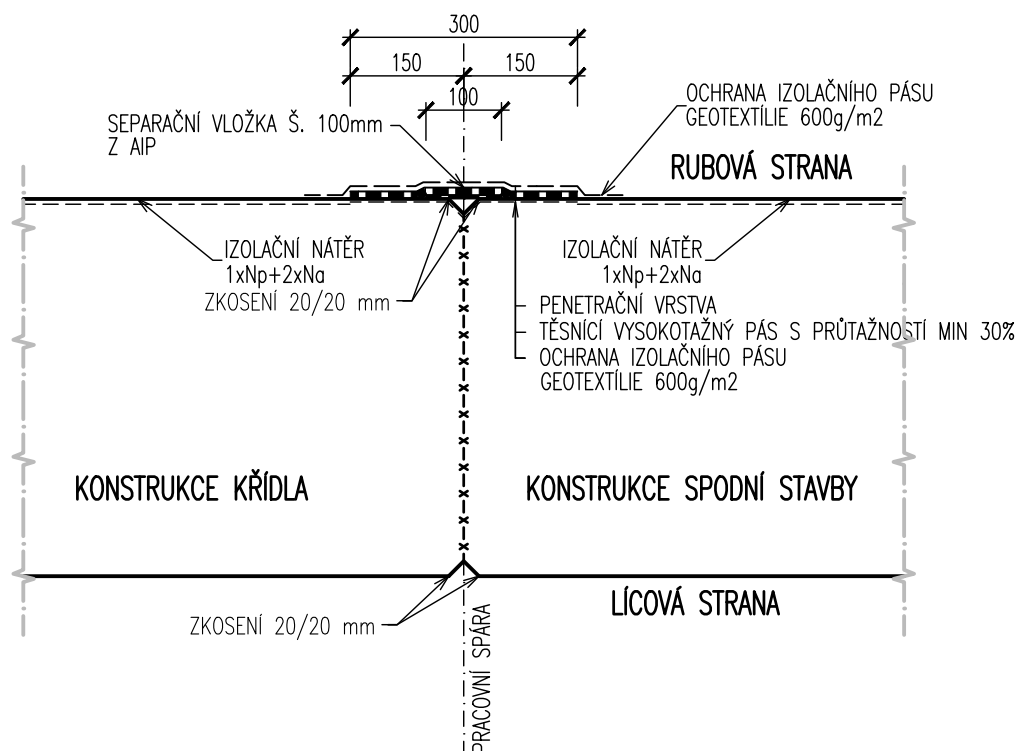 300
150
150
100
OCHRANA IZOLAČNÍHO PÁSU
GEOTEXTÍLIE 600g/m2
SEPARAČNÍ VLOŽKA Š. 100mm
Z AIP
RUBOVÁ STRANA
IZOLAČNÍ NÁTĚR
1xNp+2xNa
ZKOSENÍ 20/20 mm
IZOLAČNÍ NÁTĚR
1xNp+2xNa
PENETRAČNÍ VRSTVA
TĚSNÍCÍ VYSOKOTAŽNÝ PÁS S PRŮTAŽNOSTÍ MIN 30%
OCHRANA IZOLAČNÍHO PÁSU
GEOTEXTÍLIE 600g/m2
KONSTRUKCE KŘÍDLA
KONSTRUKCE SPODNÍ STAVBY
ZKOSENÍ 20/20 mm
LÍCOVÁ STRANA
PRACOVNÍ SPÁRA